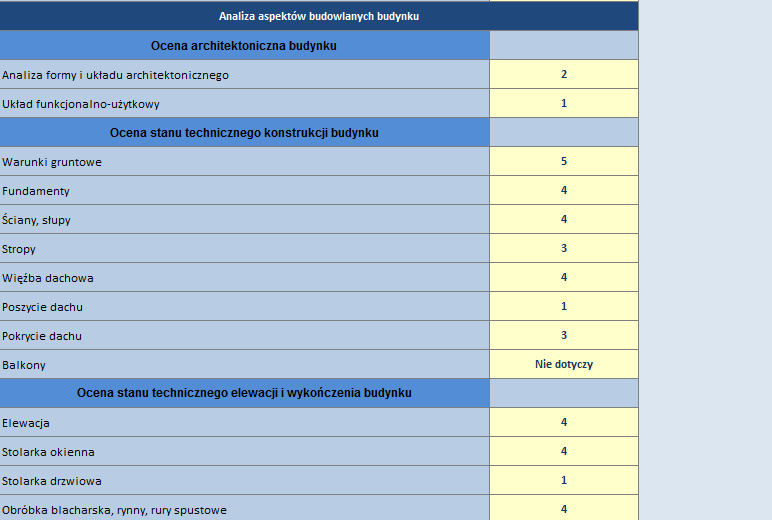 Analiza aspektów budowlanych budynku
Ocena architektoniczna budynku
Analiza formy i układu architektonicznego 2
Układ funkcjonalno-użytkowy 1
Ocena stanu technicznego konstrukcji budynku
Warunki gruntowe 5
Fundamenty 4
Ściany, słupy 4
Stropy 3
Więźba dachowa 4
Poszycie dachu 1
Pokrycie dachu 3
Balkony Nie dotyczy
Ocena stanu technicznego elewacji i wykończenia budynku
Elewacja 4
Stolarka okienna 4
Stolarka drzwiowa 1
Obróbka blacharska, rynny, rury spustowe 4